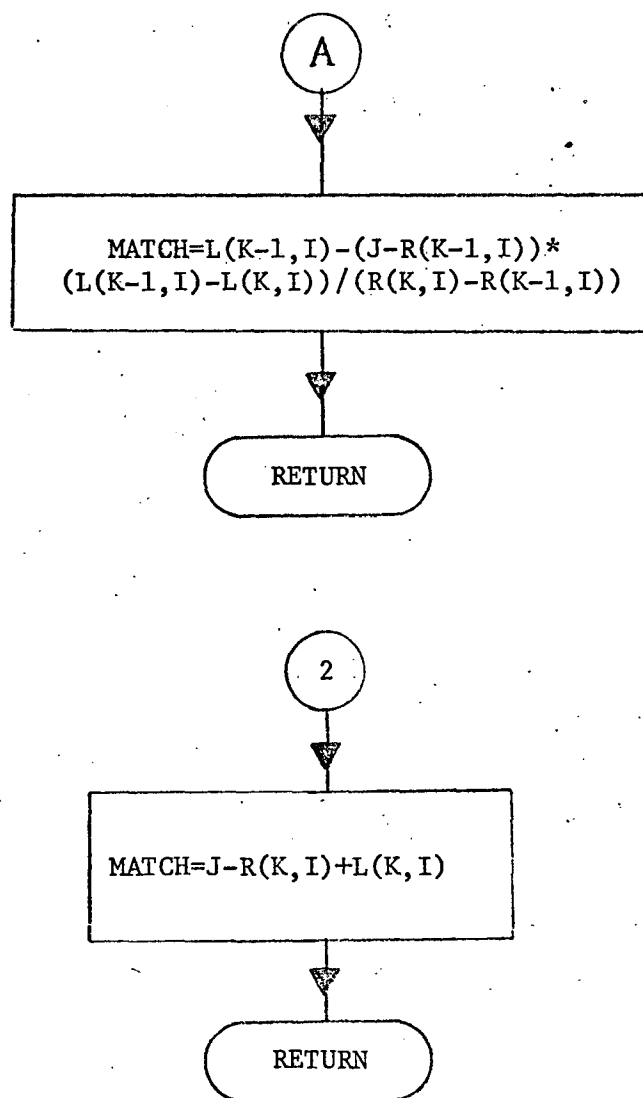 A
MATCH=L(K-1,I)-(J-R(K-1,I))*
(L(K-1,I)-L(K,I))/(R(K,I)-R(K-1,I))
RETURN
2
MATCH=J-R(K,I)+L(K,I)
RETURN